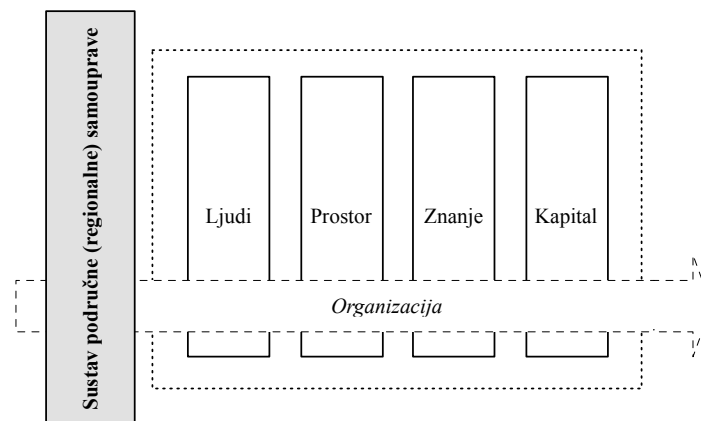 Sustav područne (regionalne) samouprave
Ljudi
Prostor
Znanje
Kapital
Organizacija